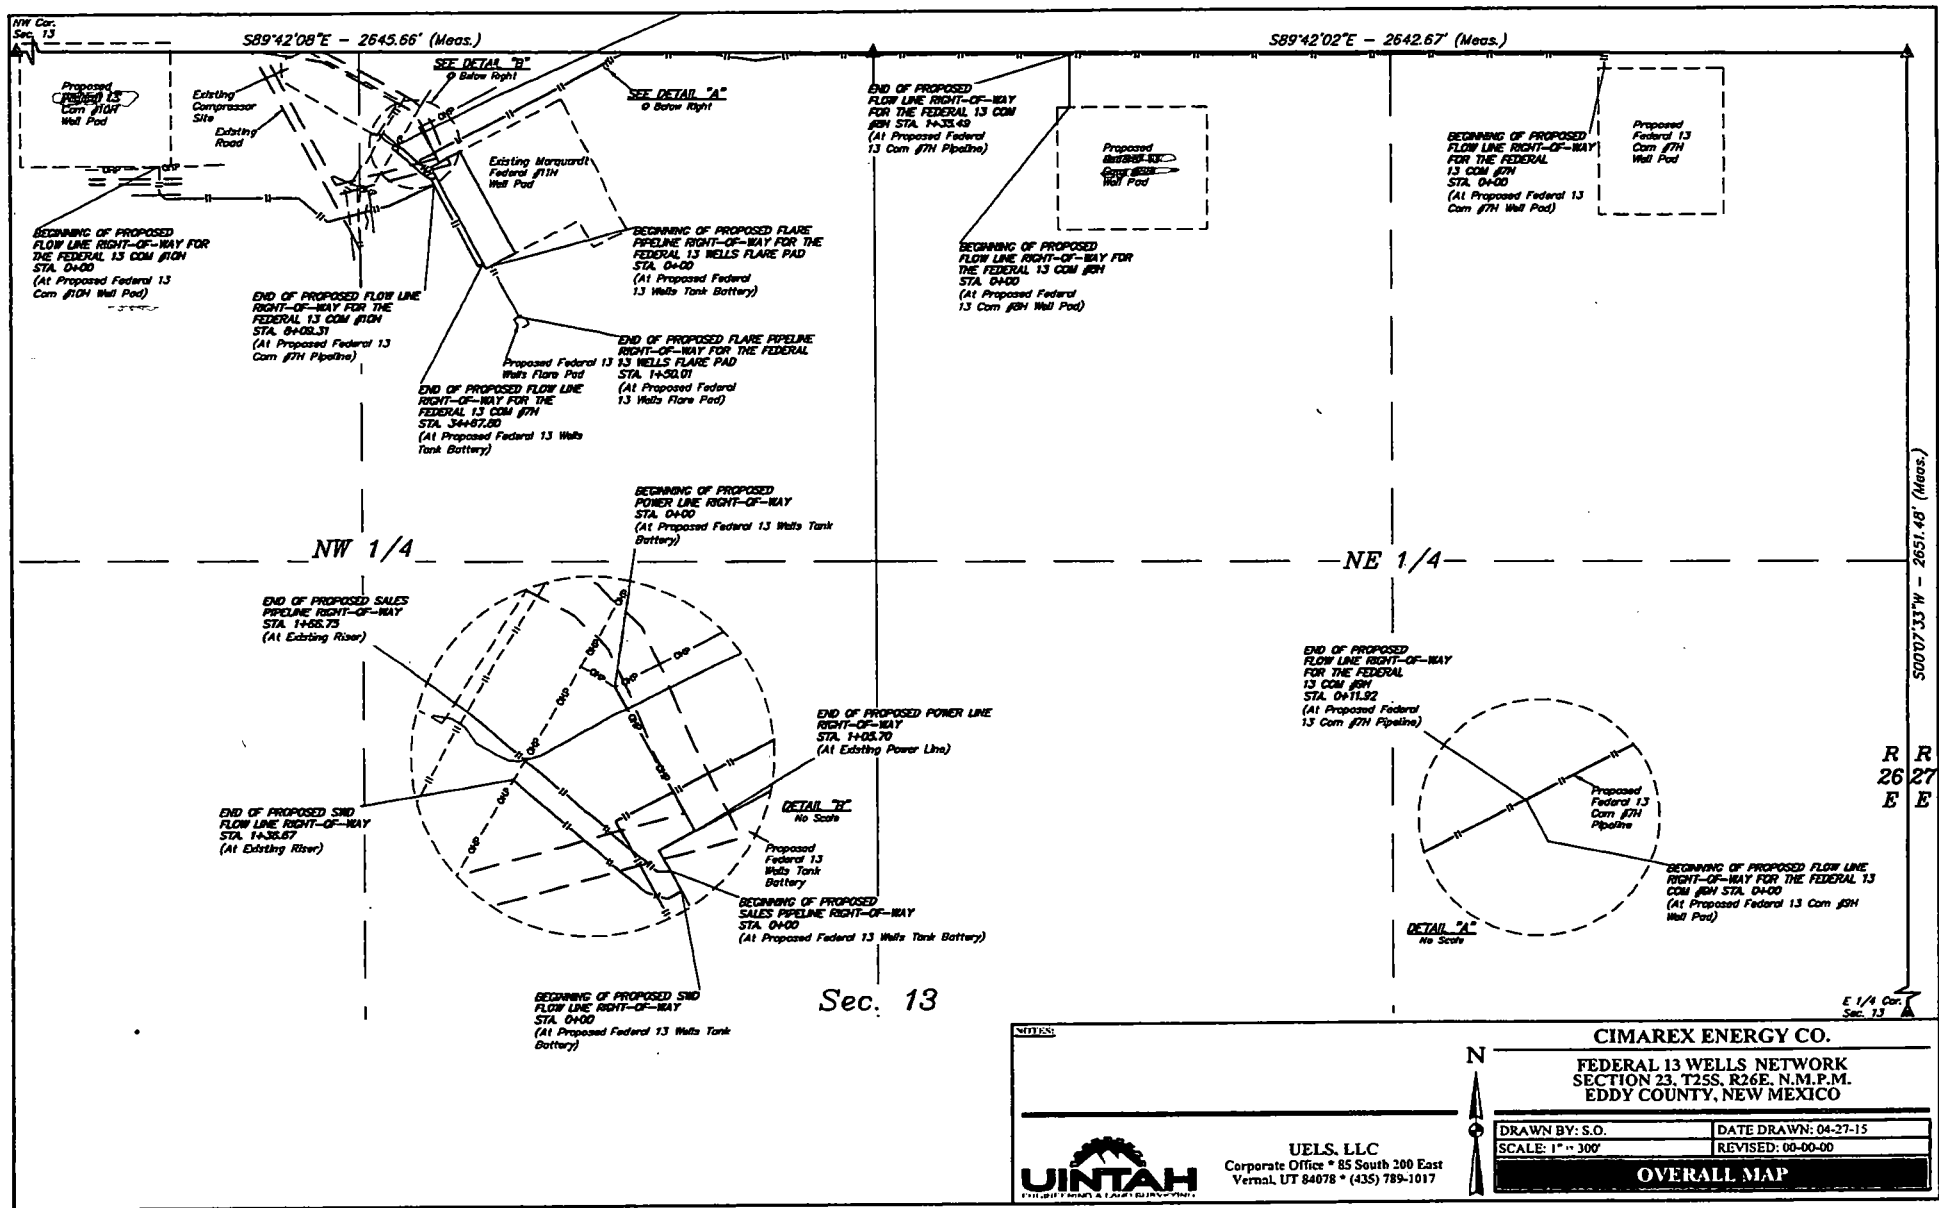 NW Cor.
Sec. 13
S89°42'08"E - 2645.66' (Meas.)
S89°42'02"E - 2642.67' (Meas.)
Proposed
Com #10H
Well Pad
Existing
Compressor
Site
Existing
Road
SEE DETAIL "B"
@ Below Right
SEE DETAIL "A"
@ Below Right
Existing Marquardt
Federal #11H
Well Pad
END OF PROPOSED
FLOW LINE RIGHT-OF-WAY
FOR THE FEDERAL 13 COM
#8H STA. 1+35.49
(At Proposed Federal
13 Com #7H Pipeline)
Proposed
Well Pad
BEGINNING OF PROPOSED
FLOW LINE RIGHT-OF-WAY
FOR THE FEDERAL
13 COM #7H
STA. 0+00
(At Proposed Federal 13
Com #7H Well Pad)
Proposed
Federal 13
Com #7H
Well Pad
BEGINNING OF PROPOSED
FLOW LINE RIGHT-OF-WAY FOR
THE FEDERAL 13 COM #10H
STA. 0+00
(At Proposed Federal 13
Com #10H Well Pad)
END OF PROPOSED FLOW LINE
RIGHT-OF-WAY FOR THE
FEDERAL 13 COM #10H
STA. 8+09.31
(At Proposed Federal 13
Com #7H Pipeline)
BEGINNING OF PROPOSED FLARE
PIPELINE RIGHT-OF-WAY FOR THE
FEDERAL 13 WELLS FLARE PAD
STA. 0+00
(At Proposed Federal
13 Wells Tank Battery)
BEGINNING OF PROPOSED
FLOW LINE RIGHT-OF-WAY FOR
THE FEDERAL 13 COM #8H
STA. 0+00
(At Proposed Federal
13 Com #8H Well Pad)
Proposed Federal 13
Wells Flare Pad
END OF PROPOSED FLARE PIPELINE
RIGHT-OF-WAY FOR THE FEDERAL
13 WELLS FLARE PAD
STA. 1+50.01
(At Proposed Federal
13 Wells Flare Pad)
END OF PROPOSED FLOW LINE
RIGHT-OF-WAY FOR THE
FEDERAL 13 COM #7H
STA. 34+67.80
(At Proposed Federal 13 Wells
Tank Battery)
S00°07'33"W - 2651.48' (Meas.)
NW 1/4
NE 1/4
BEGINNING OF PROPOSED
POWER LINE RIGHT-OF-WAY
STA. 0+00
(At Proposed Federal 13 Wells Tank
Battery)
END OF PROPOSED SALES
PIPELINE RIGHT-OF-WAY
STA. 1+66.75
(At Existing Riser)
END OF PROPOSED POWER LINE
RIGHT-OF-WAY
STA. 1+05.70
(At Existing Power Line)
END OF PROPOSED SWD
FLOW LINE RIGHT-OF-WAY
STA. 1+36.67
(At Existing Riser)
DETAIL "B"
No Scale
Proposed
Federal 13
Wells Tank
Battery
BEGINNING OF PROPOSED
SALES PIPELINE RIGHT-OF-WAY
STA. 0+00
(At Proposed Federal 13 Wells Tank Battery)
BEGINNING OF PROPOSED SWD
FLOW LINE RIGHT-OF-WAY
STA. 0+00
(At Proposed Federal 13 Wells Tank
Battery)
END OF PROPOSED
FLOW LINE RIGHT-OF-WAY
FOR THE FEDERAL
13 COM #9H
STA. 0+11.92
(At Proposed Federal
13 Com #7H Pipeline)
Proposed
Federal 13
Com #7H
Pipeline
BEGINNING OF PROPOSED FLOW LINE
RIGHT-OF-WAY FOR THE FEDERAL 13
COM #9H STA. 0+00
(At Proposed Federal 13 Com #9H
Well Pad)
DETAIL "A"
No Scale
R R
26 27
E E
Sec. 13
E 1/4 Cor.
Sec. 13
NOTES:
N
CIMAREX ENERGY CO.
FEDERAL 13 WELLS NETWORK
SECTION 23, T25S, R26E, N.M.P.M.
EDDY COUNTY, NEW MEXICO
DRAWN BY: S.O.
DATE DRAWN: 04-27-15
SCALE: 1" = 300'
REVISED: 00-00-00
OVERALL MAP
UINTAH
ENGINEERING & LAND SURVEYING
UELS, LLC
Corporate Office * 85 South 200 East
Vernal, UT 84078 * (435) 789-1017